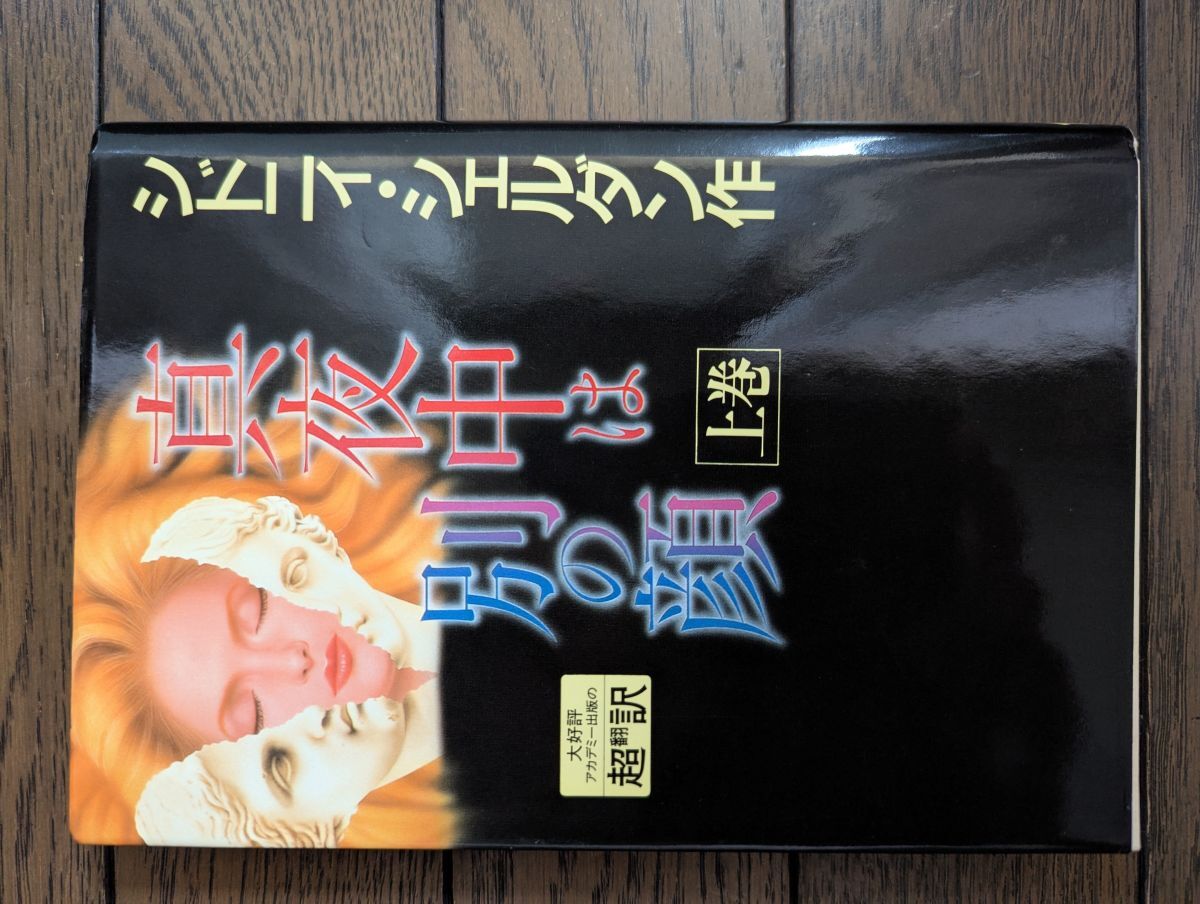 シドニィ・シェルダン作
真夜中は
別の顔
上巻
大好評
アカデミー出版の
超翻訳